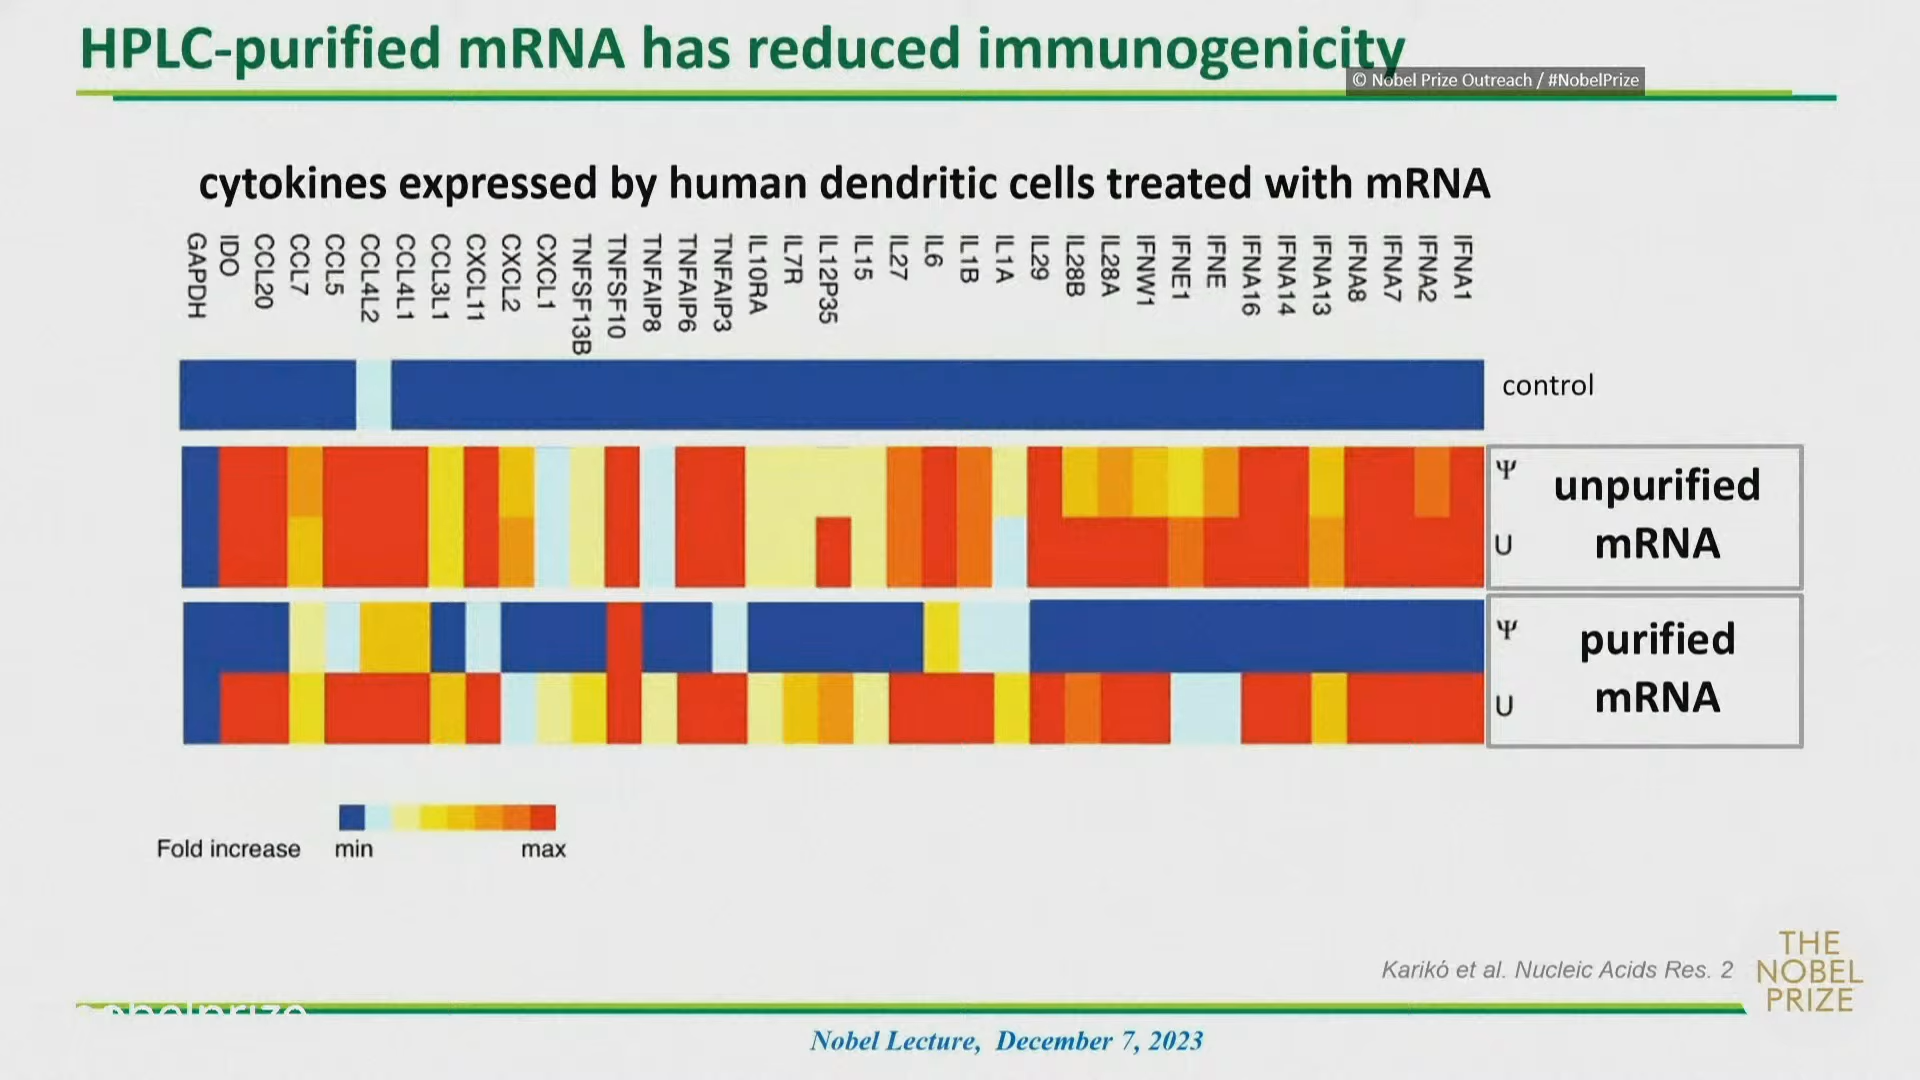 HPLC-purified mRNA has reduced immunogenicity
© Nobel Prize Outreach / #NobelPrize
cytokines expressed by human dendritic cells treated with mRNA
GAPDH
IDO
CCL20
CCL7
CCL5
CCL4L2
CCL4L1
CCL3L1
CXCL11
CXCL2
CXCL1
TNFSF13B
TNFSF10
TNFAIP8
TNFAIP6
TNFAIP3
IL10RA
IL7R
IL12P35
IL15
IL27
IL6
IL1B
IL1A
IL29
IL28B
IL28A
IFNW1
IFNE1
IFNE
IFNA16
IFNA14
IFNA13
IFNA8
IFNA7
IFNA2
IFNA1
control
Ψ
unpurified
mRNA
U
Ψ
purified
mRNA
U
Fold increase
min
max
Karikó et al. Nucleic Acids Res. 2
THE
NOBEL
PRIZE
nobelprize
Nobel Lecture, December 7, 2023